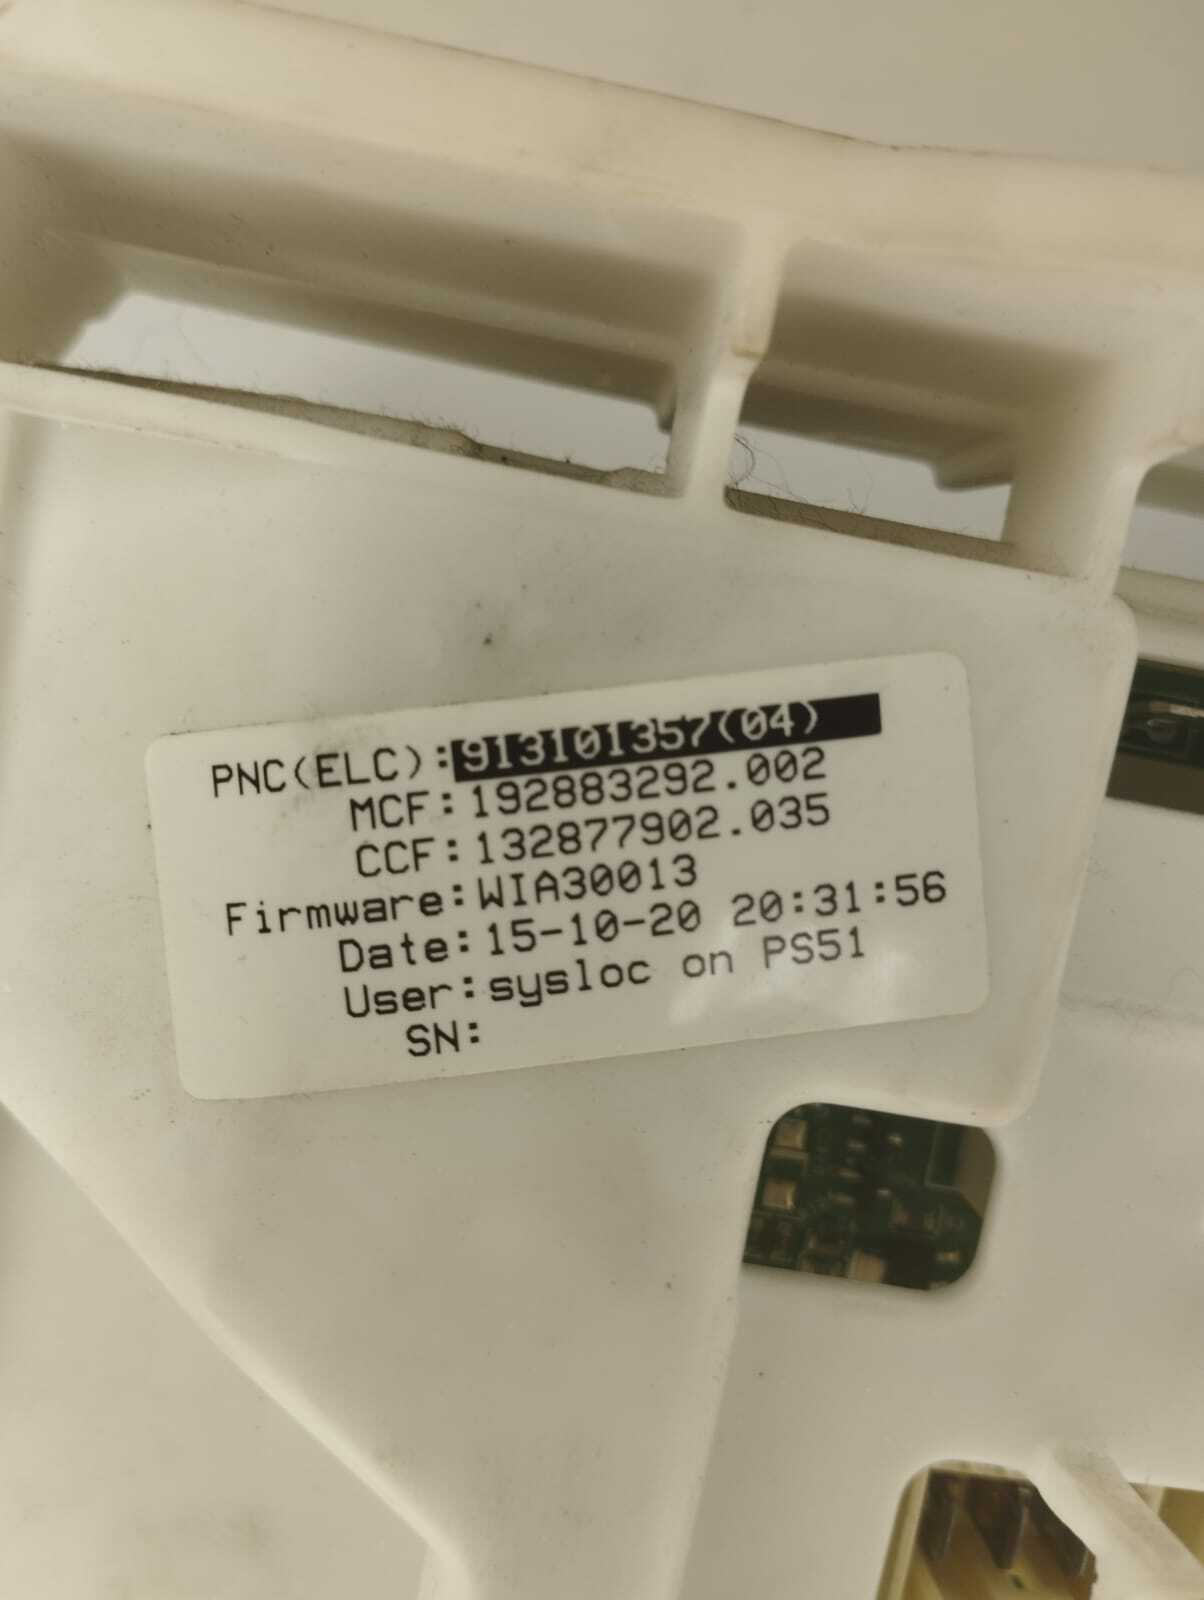 PNC(ELC):913101357(04)
MCF:192883292.002
CCF:132877902.035
Firmware:WIA30013
Date:15-10-20 20:31:56
User:sysloc on PS51
SN: